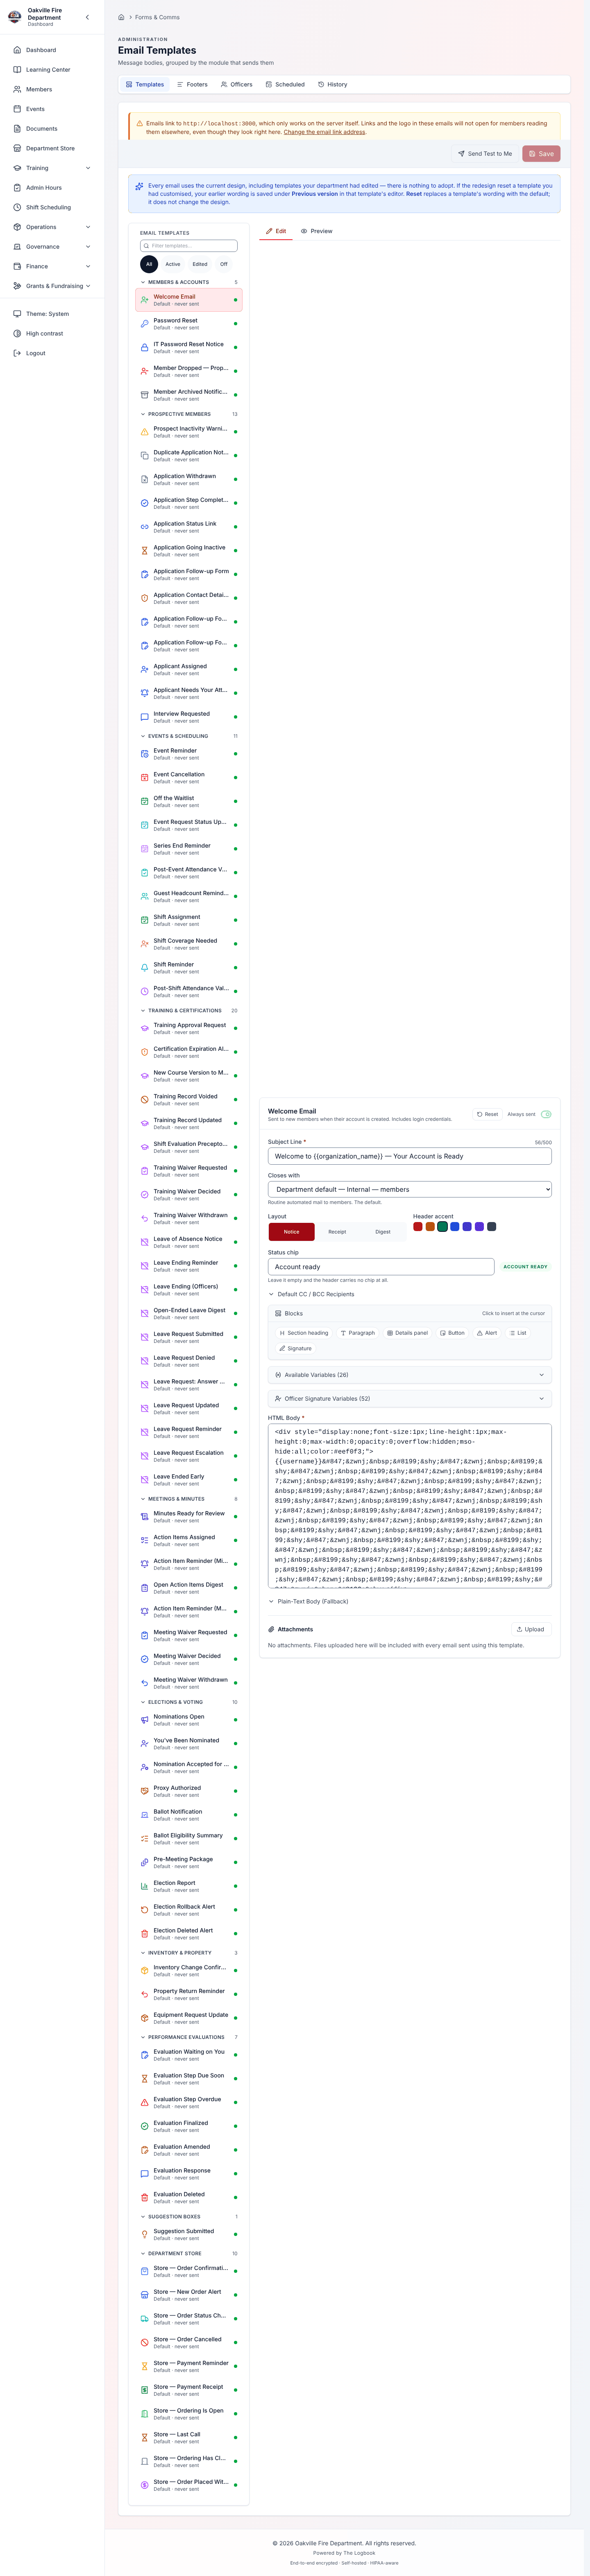 Oakville Fire
Department
Dashboard
Dashboard
Learning Center
Members
Events
Documents
Department Store
Training
Admin Hours
Shift Scheduling
Operations
Governance
Finance
Grants & Fundraising
Theme: System
High contrast
Logout
Forms & Comms
ADMINISTRATION
Email Templates
Message bodies, grouped by the module that sends them
Templates
Footers
Officers
Scheduled
History
Emails link to http://localhost:3000, which only works on the server itself. Links and the logo in these emails will not open for members reading
them elsewhere, even though they look right here. Change the email link address.
Send Test to Me
Save
Every email uses the current design, including templates your department had edited — there is nothing to adopt. If the redesign reset a template you
had customised, your earlier wording is saved under Previous version in that template's editor. Reset replaces a template's wording with the default;
it does not change the design.
EMAIL TEMPLATES
Filter templates...
All
Active
Edited
Off
MEMBERS & ACCOUNTS 5
Welcome Email
Default · never sent
Password Reset
Default · never sent
IT Password Reset Notice
Default · never sent
Member Dropped — Prop...
Default · never sent
Member Archived Notific...
Default · never sent
PROSPECTIVE MEMBERS 13
Prospect Inactivity Warni...
Default · never sent
Duplicate Application Not...
Default · never sent
Application Withdrawn
Default · never sent
Application Step Complet...
Default · never sent
Application Status Link
Default · never sent
Application Going Inactive
Default · never sent
Application Follow-up Form
Default · never sent
Application Contact Detai...
Default · never sent
Application Follow-up Fo...
Default · never sent
Application Follow-up Fo...
Default · never sent
Applicant Assigned
Default · never sent
Applicant Needs Your Att...
Default · never sent
Interview Requested
Default · never sent
EVENTS & SCHEDULING 11
Event Reminder
Default · never sent
Event Cancellation
Default · never sent
Off the Waitlist
Default · never sent
Event Request Status Up...
Default · never sent
Series End Reminder
Default · never sent
Post-Event Attendance V...
Default · never sent
Guest Headcount Remind...
Default · never sent
Shift Assignment
Default · never sent
Shift Coverage Needed
Default · never sent
Shift Reminder
Default · never sent
Post-Shift Attendance Val...
Default · never sent
TRAINING & CERTIFICATIONS 20
Training Approval Request
Default · never sent
Certification Expiration Al...
Default · never sent
New Course Version to M...
Default · never sent
Training Record Voided
Default · never sent
Training Record Updated
Default · never sent
Shift Evaluation Precepto...
Default · never sent
Training Waiver Requested
Default · never sent
Training Waiver Decided
Default · never sent
Training Waiver Withdrawn
Default · never sent
Leave of Absence Notice
Default · never sent
Leave Ending Reminder
Default · never sent
Leave Ending (Officers)
Default · never sent
Open-Ended Leave Digest
Default · never sent
Leave Request Submitted
Default · never sent
Leave Request Denied
Default · never sent
Leave Request: Answer ...
Default · never sent
Leave Request Updated
Default · never sent
Leave Request Reminder
Default · never sent
Leave Request Escalation
Default · never sent
Leave Ended Early
Default · never sent
MEETINGS & MINUTES 8
Minutes Ready for Review
Default · never sent
Action Items Assigned
Default · never sent
Action Item Reminder (Mi...
Default · never sent
Open Action Items Digest
Default · never sent
Action Item Reminder (M...
Default · never sent
Meeting Waiver Requested
Default · never sent
Meeting Waiver Decided
Default · never sent
Meeting Waiver Withdrawn
Default · never sent
ELECTIONS & VOTING 10
Nominations Open
Default · never sent
You've Been Nominated
Default · never sent
Nomination Accepted for ...
Default · never sent
Proxy Authorized
Default · never sent
Ballot Notification
Default · never sent
Ballot Eligibility Summary
Default · never sent
Pre-Meeting Package
Default · never sent
Election Report
Default · never sent
Election Rollback Alert
Default · never sent
Election Deleted Alert
Default · never sent
INVENTORY & PROPERTY 3
Inventory Change Confir...
Default · never sent
Property Return Reminder
Default · never sent
Equipment Request Update
Default · never sent
PERFORMANCE EVALUATIONS 7
Evaluation Waiting on You
Default · never sent
Evaluation Step Due Soon
Default · never sent
Evaluation Step Overdue
Default · never sent
Evaluation Finalized
Default · never sent
Evaluation Amended
Default · never sent
Evaluation Response
Default · never sent
Evaluation Deleted
Default · never sent
SUGGESTION BOXES 1
Suggestion Submitted
Default · never sent
DEPARTMENT STORE 10
Store — Order Confirmati...
Default · never sent
Store — New Order Alert
Default · never sent
Store — Order Status Ch...
Default · never sent
Store — Order Cancelled
Default · never sent
Store — Payment Reminder
Default · never sent
Store — Payment Receipt
Default · never sent
Store — Ordering Is Open
Default · never sent
Store — Last Call
Default · never sent
Store — Ordering Has Cl...
Default · never sent
Store — Order Placed Wit...
Default · never sent
Edit
Preview
Welcome Email
Sent to new members when their account is created. Includes login credentials.
Reset
Always sent
Subject Line *
56/500
Welcome to {{organization_name}} — Your Account is Ready
Closes with
Department default — Internal — members
Routine automated mail to members. The default.
Layout
Header accent
Notice
Receipt
Digest
Status chip
Account ready
ACCOUNT READY
Leave it empty and the header carries no chip at all.
Default CC / BCC Recipients
Blocks
Click to insert at the cursor
Section heading
Paragraph
Details panel
Button
Alert
List
Signature
Available Variables (26)
Officer Signature Variables (52)
HTML Body *
<div style="display:none;font-size:1px;line-height:1px;max-
height:0;max-width:0;opacity:0;overflow:hidden;mso-
hide:all;color:#eef0f3;">
{{username}}&#847;&zwnj;&nbsp;&#8199;&shy;&#847;&zwnj;&nbsp;&#8199;&
shy;&#847;&zwnj;&nbsp;&#8199;&shy;&#847;&zwnj;&nbsp;&#8199;&shy;&#84
7;&zwnj;&nbsp;&#8199;&shy;&#847;&zwnj;&nbsp;&#8199;&shy;&#847;&zwnj;
Plain-Text Body (Fallback)
Attachments
Upload
No attachments. Files uploaded here will be included with every email sent using this template.
© 2026 Oakville Fire Department. All rights reserved.
Powered by The Logbook
End-to-end encrypted · Self-hosted · HIPAA-aware